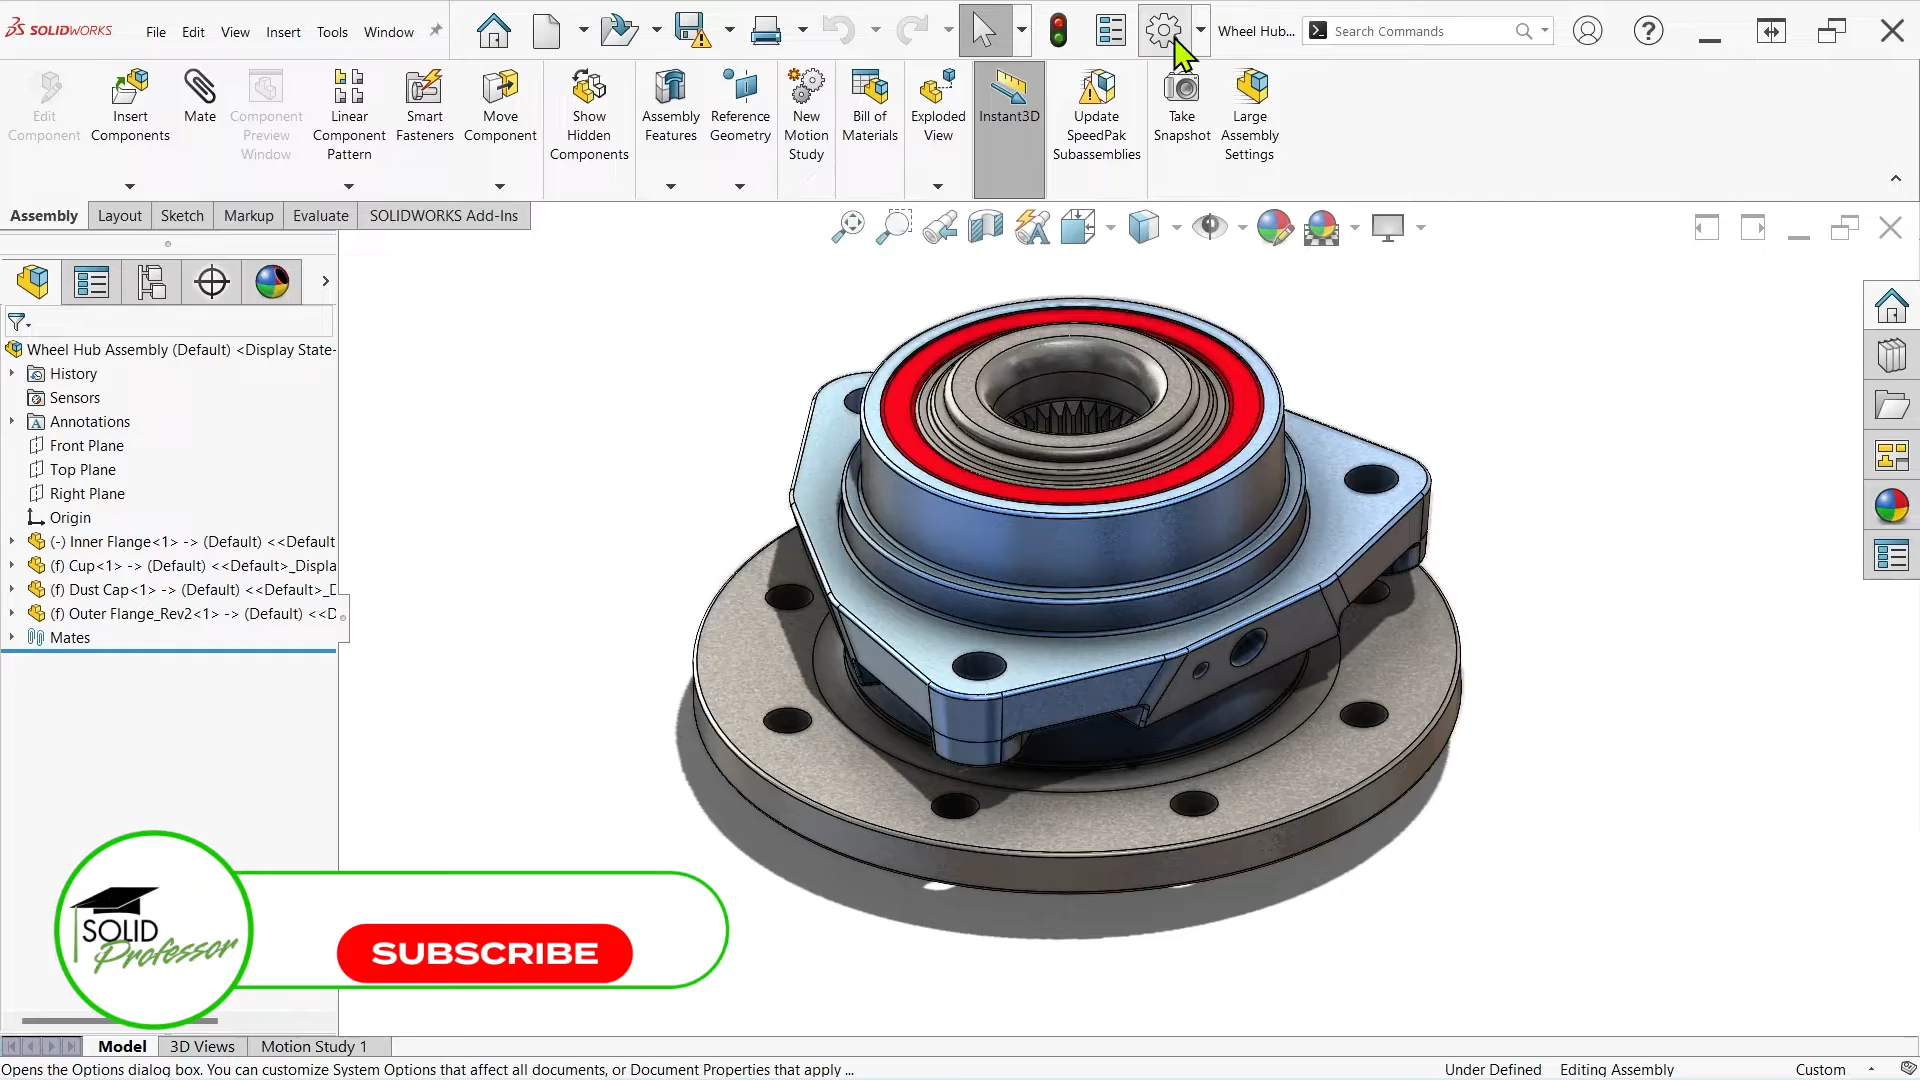 SOLIDWORKS
File
Edit
View
Insert
Tools
Window
Wheel Hub...
Search Commands
Edit
Component
Insert
Components
Mate
Component
Preview
Window
Linear
Component
Pattern
Smart
Fasteners
Move
Component
Show
Hidden
Components
Assembly
Features
Reference
Geometry
New
Motion
Study
Bill of
Materials
Exploded
View
Instant3D
Update
SpeedPak
Subassemblies
Take
Snapshot
Large
Assembly
Settings
Assembly
Layout
Sketch
Markup
Evaluate
SOLIDWORKS Add-Ins
Wheel Hub Assembly (Default) <Display State-
History
Sensors
Annotations
Front Plane
Top Plane
Right Plane
Origin
(-) Inner Flange<1> -> (Default) <<Default
(f) Cup<1> -> (Default) <<Default>_Displa
(f) Dust Cap<1> -> (Default) <<Default>_D
(f) Outer Flange_Rev2<1> -> (Default) <<D
Mates
SOLID
Professor
SUBSCRIBE
Model
3D Views
Motion Study 1
Opens the Options dialog box. You can customize System Options that affect all documents, or Document Properties that apply ...
Under Defined
Editing Assembly
Custom